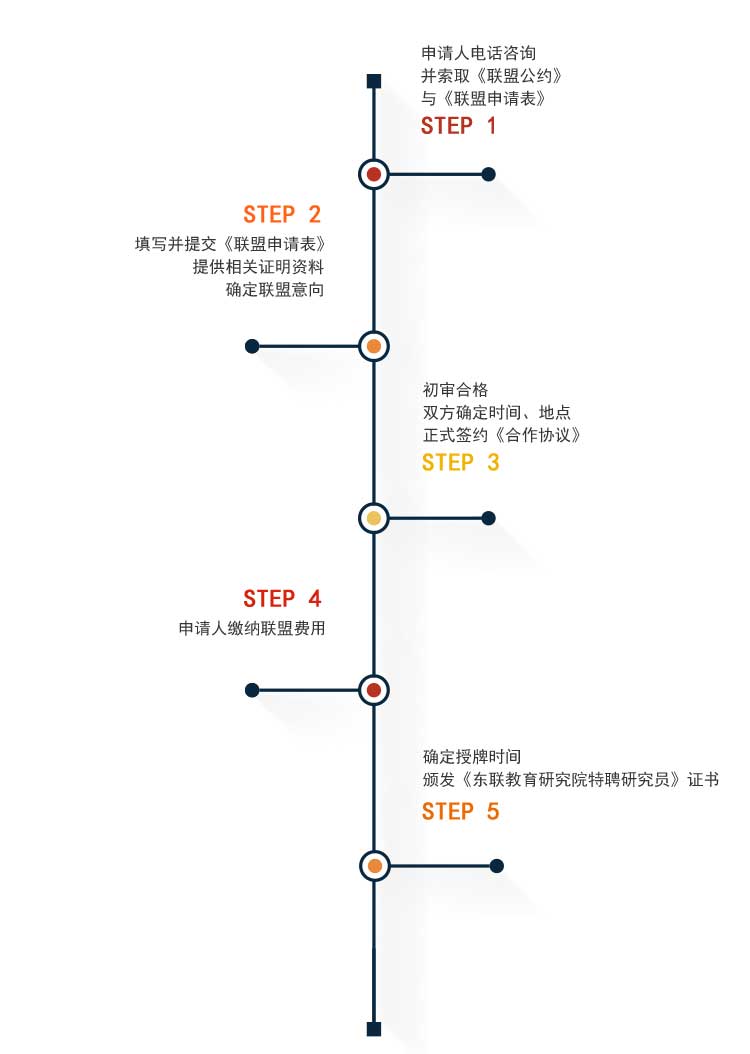 申请人电话咨询
并索取《联盟公约》
与《联盟申请表》
STEP 1
STEP 2
填写并提交《联盟申请表》
提供相关证明资料
确定联盟意向
初审合格
双方确定时间、地点
正式签约《合作协议》
STEP 3
STEP 4
申请人缴纳联盟费用
确定授牌时间
颁发《东联教育研究院特聘研究员》证书
STEP 5